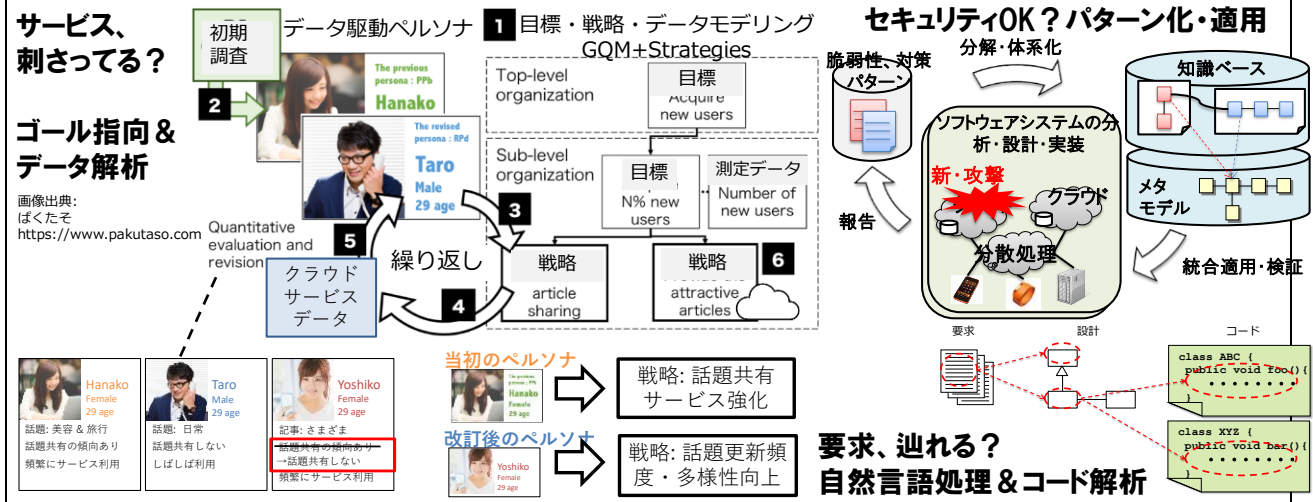 サービス、
刺さってる？
ゴール指向＆
データ解析
画像出典:
ぱくたそ
https://www.pakutaso.com
初期
調査
データ駆動ペルソナ
2
The previous
persona : PPb
Hanako
The revised
persona : RPd
Taro
Male
29 age
3
5
Quantitative
evaluation and
revision
クラウド
サービス
データ
繰り返し
4
1 目標・戦略・データモデリング
GQM+Strategies
Top-level
organization
目標
Acquire
new users
Sub-level
organization
目標
N% new
users
測定データ
Number of
new users
戦略
article
sharing
戦略
attractive
articles
6
セキュリティOK？パターン化・適用
分解・体系化
脆弱性、対策
パターン
知識ベース
メタ
モデル
ソフトウェアシステムの分
析・設計・実装
新・攻撃
クラウド
分散処理
報告
統合適用・検証
Hanako
Female
29 age
話題: 美容 & 旅行
話題共有の傾向あり
頻繁にサービス利用
Taro
Male
29 age
話題: 日常
話題共有しない
しばしば利用
Yoshiko
Female
29 age
記事: さまざま
話題共有の傾向あり
→話題共有しない
頻繁にサービス利用
当初のペルソナ
The previous
persona : PPb
Hanako
Female
29 age
戦略: 話題共有
サービス強化
改訂後のペルソナ
Yoshiko
Female
29 age
戦略: 話題更新頻
度・多様性向上
要求
設計
コード
class ABC {
public void foo(){
}
class XYZ {
public void bar(){
}
要求、辿れる？
自然言語処理＆コード解析